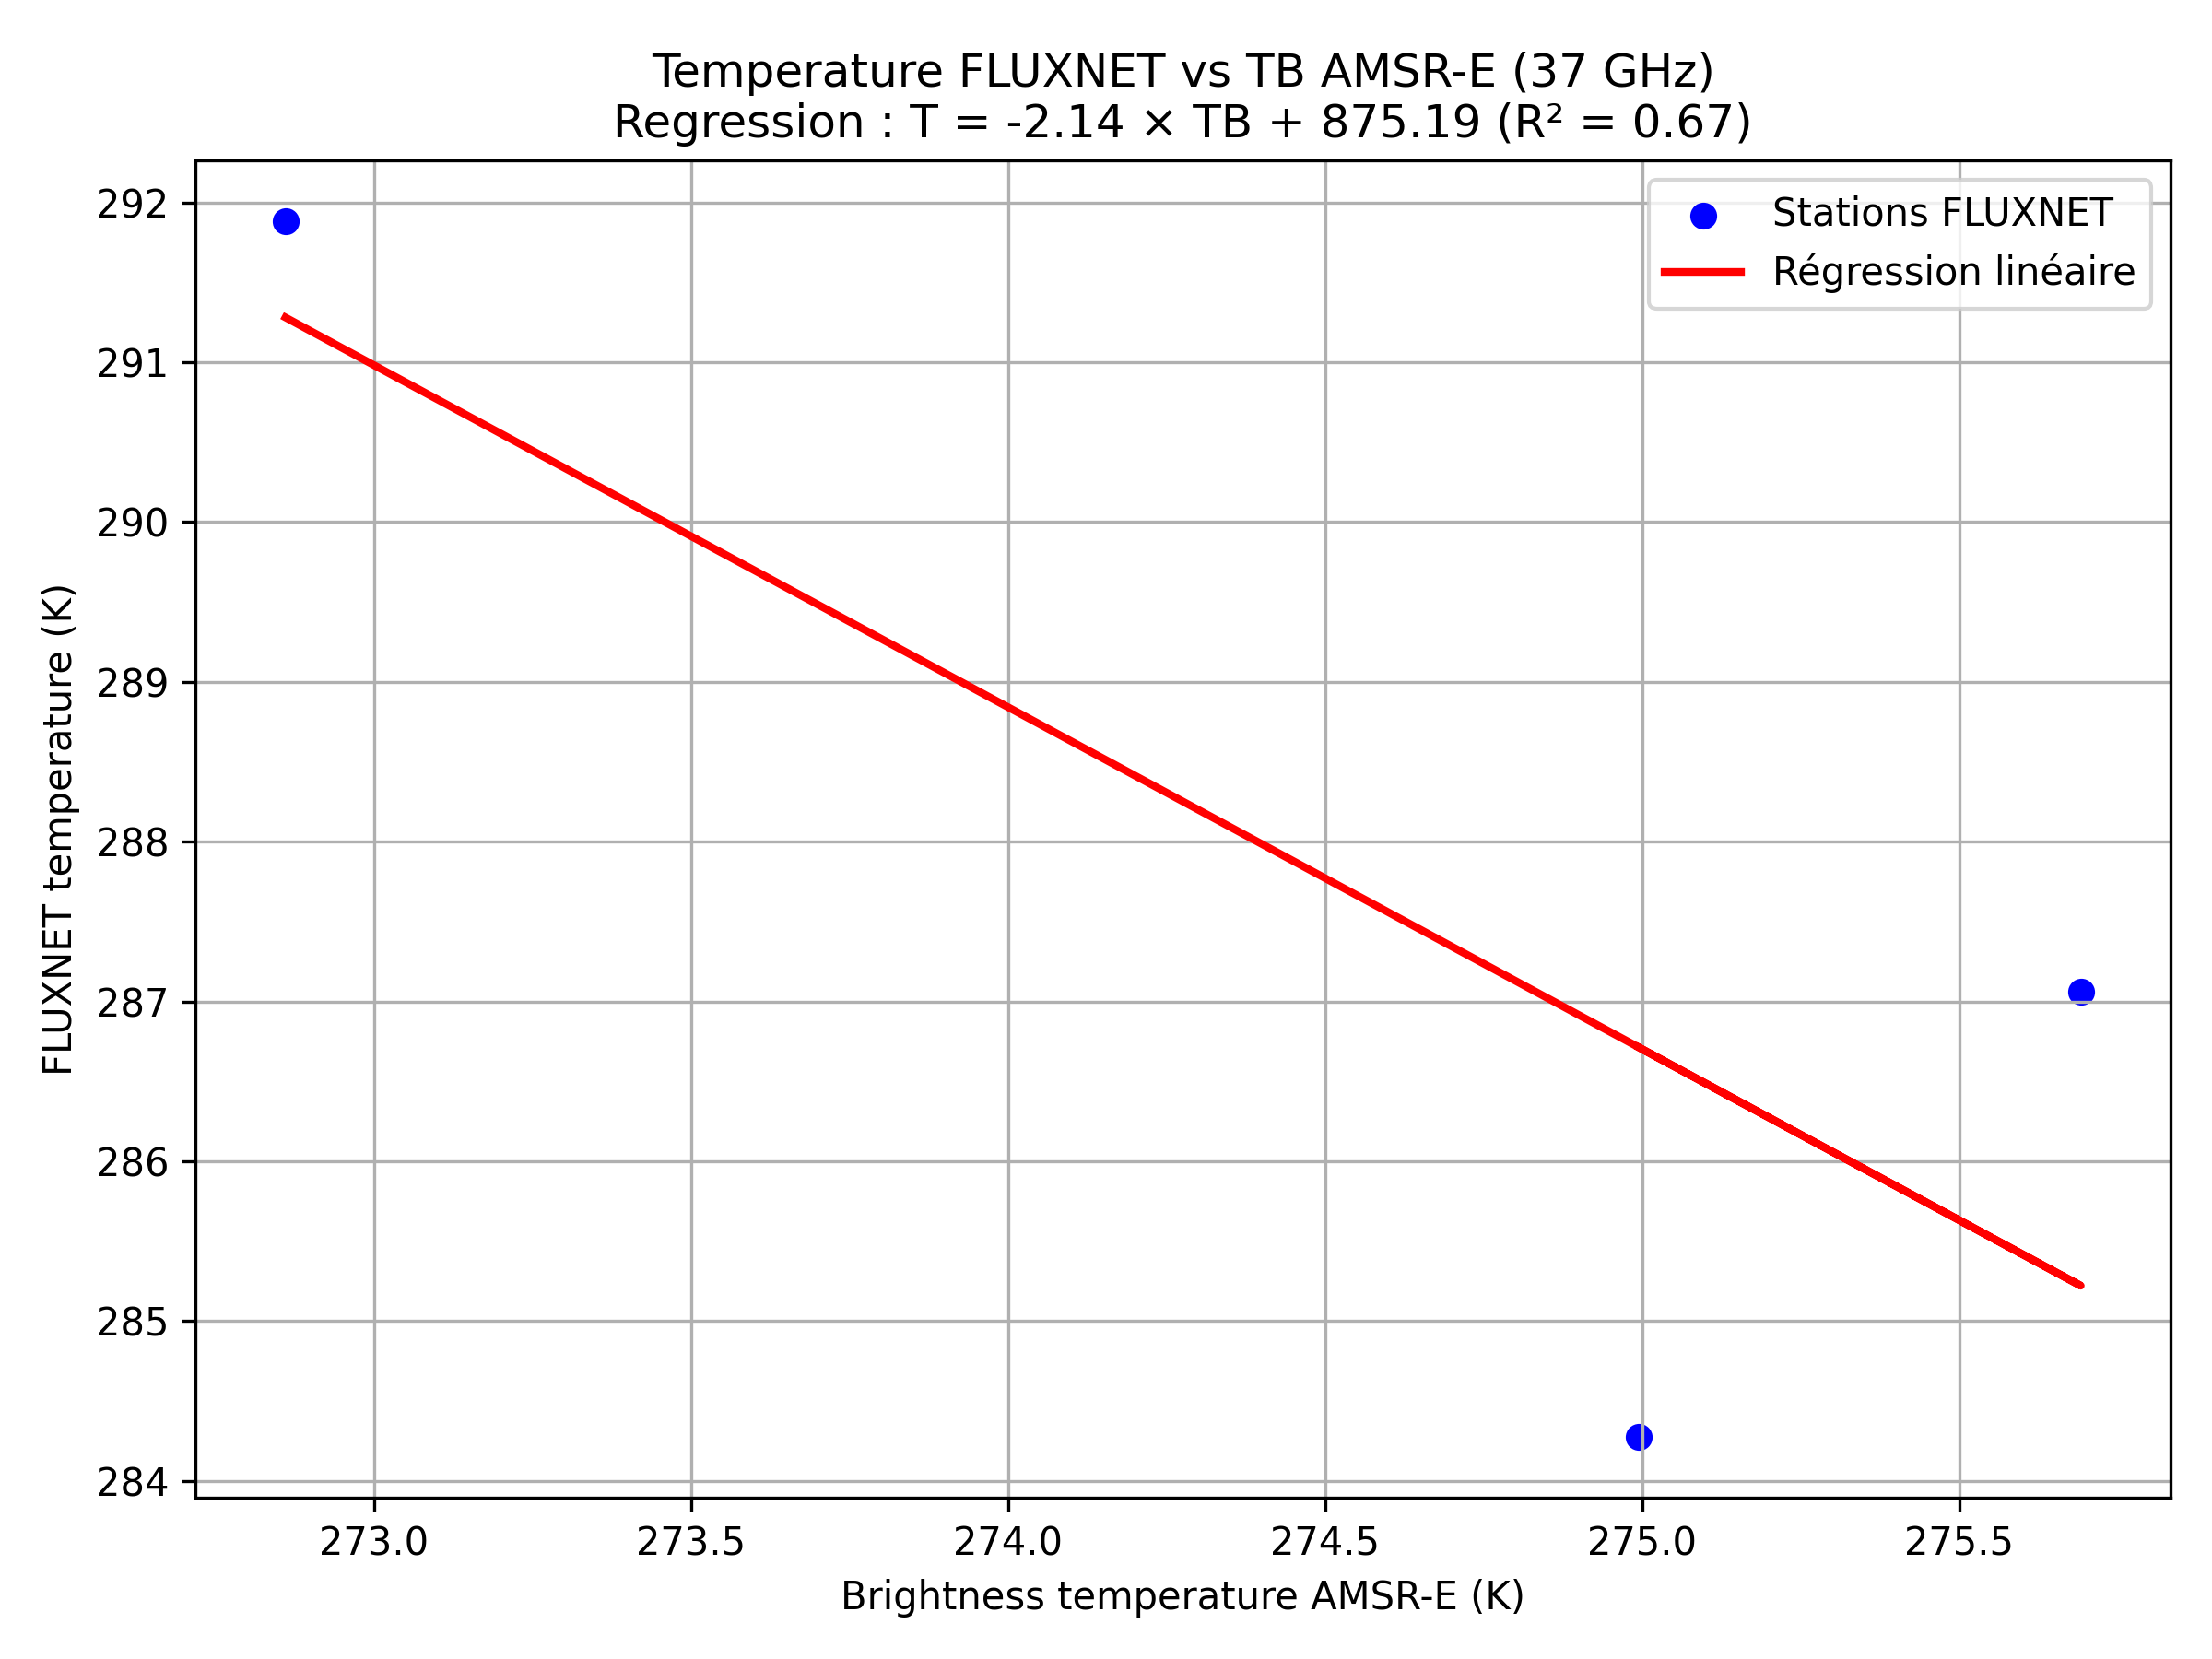 Temperature FLUXNET vs TB AMSR-E (37 GHz)
Regression : T = -2.14 × TB + 875.19 (R² = 0.67)
Stations FLUXNET
Régression linéaire
292
291
290
289
288
287
286
285
284
FLUXNET temperature (K)
273.0 273.5 274.0 274.5 275.0 275.5
Brightness temperature AMSR-E (K)